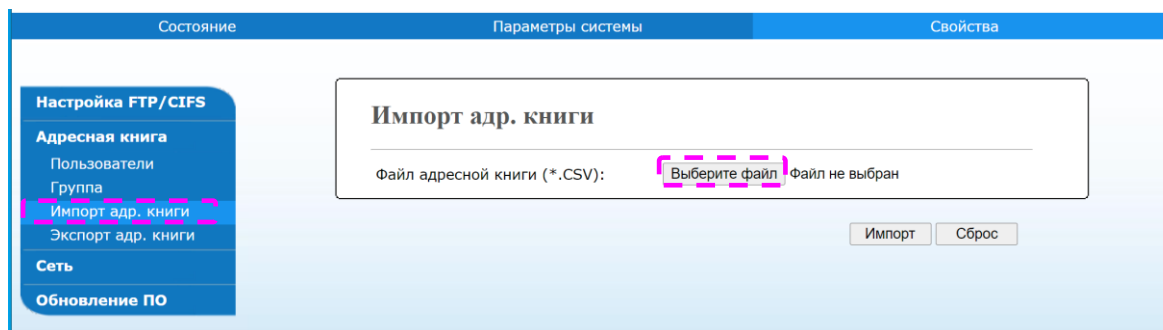 Состояние
Параметры системы
Свойства
Настройка FTP/CIFS
Адресная книга
Пользователи
Группа
Импорт адр. книги
Экспорт адр. книги
Сеть
Обновление ПО
Импорт адр. книги
Файл адресной книги (*.CSV): Выберите файл Файл не выбран
Импорт Сброс